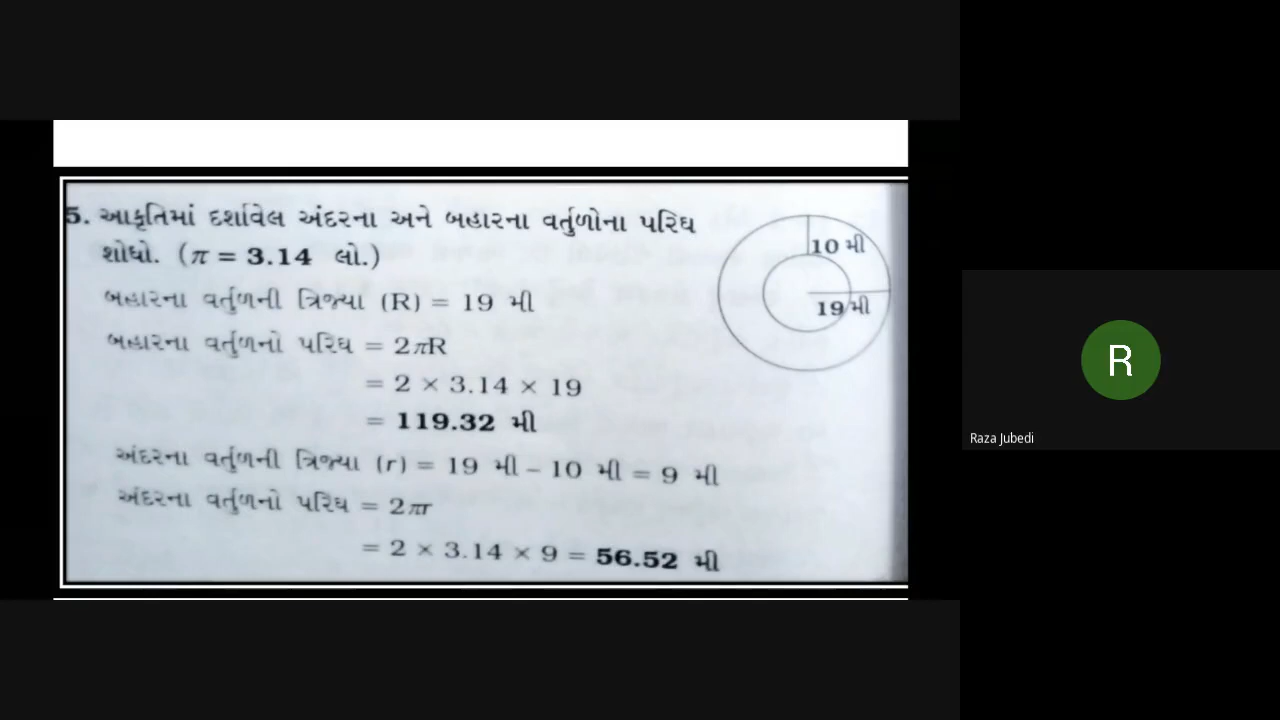 5. આકૃતિમાં દર્શાવેલ અંદરના અને બહારના વર્તુળોના પરિઘ
શોધો. (π = 3.14 લો.)
બહારના વર્તુળની ત્રિજ્યા (R) = 19 મી
બહારના વર્તુળનો પરિઘ = 2πR
= 2 × 3.14 × 19
= 119.32 મી
અંદરના વર્તુળની ત્રિજ્યા (r) = 19 મી – 10 મી = 9 મી
અંદરના વર્તુળનો પરિઘ = 2πr
= 2 × 3.14 × 9 = 56.52 મી
10 મી
19 મી
R
Raza Jubedi